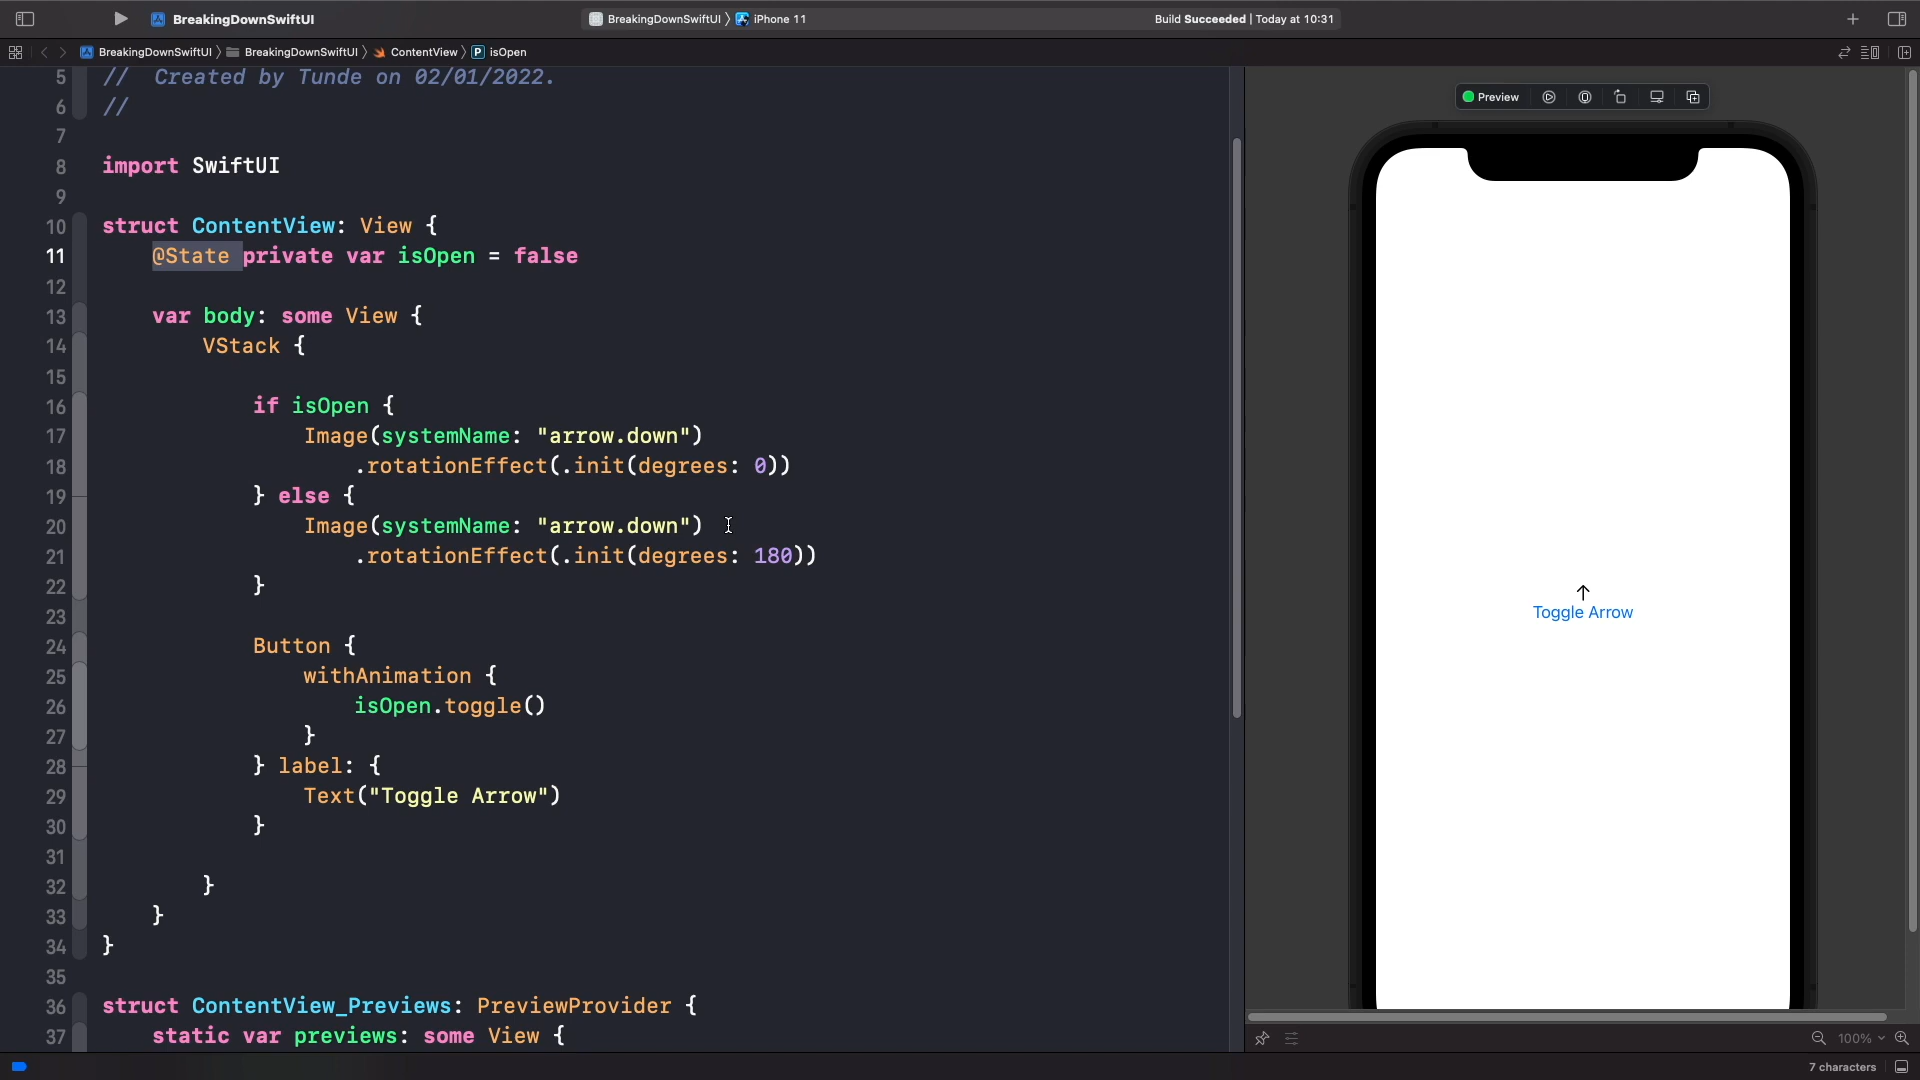 BreakingDownSwiftUI
BreakingDownSwiftUI iPhone 11
Build Succeeded | Today at 10:31
BreakingDownSwiftUI BreakingDownSwiftUI ContentView P isOpen
5 // Created by Tunde on 02/01/2022.
6 //
7
8 import SwiftUI
9
10 struct ContentView: View {
11 @State private var isOpen = false
12
13 var body: some View {
14 VStack {
15
16 if isOpen {
17 Image(systemName: "arrow.down")
18 .rotationEffect(.init(degrees: 0))
19 } else {
20 Image(systemName: "arrow.down")
21 .rotationEffect(.init(degrees: 180))
22 }
23
24 Button {
25 withAnimation {
26 isOpen.toggle()
27 }
28 } label: {
29 Text("Toggle Arrow")
30 }
31
32 }
33 }
34 }
35
36 struct ContentView_Previews: PreviewProvider {
37 static var previews: some View {
Preview
Toggle Arrow
100%
7 characters